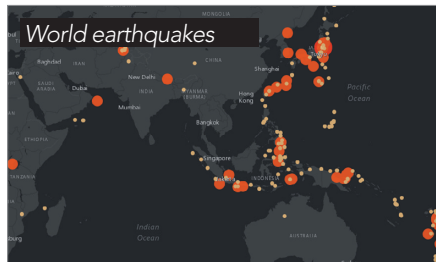 World earthquakes
MONGOLIA
Baghdad
IRAN
CHINA
Shanghai
SAUDI
ARABIA
Dubai
New Delhi
INDIA
MYANMAR
(BURMA)
Hong
Kong
Pacific
Ocean
Mumbai
Bangkok
ETHIOPIA
Singapore
INDONESIA
TANZANIA
Indian
Ocean
AUSTRALIA